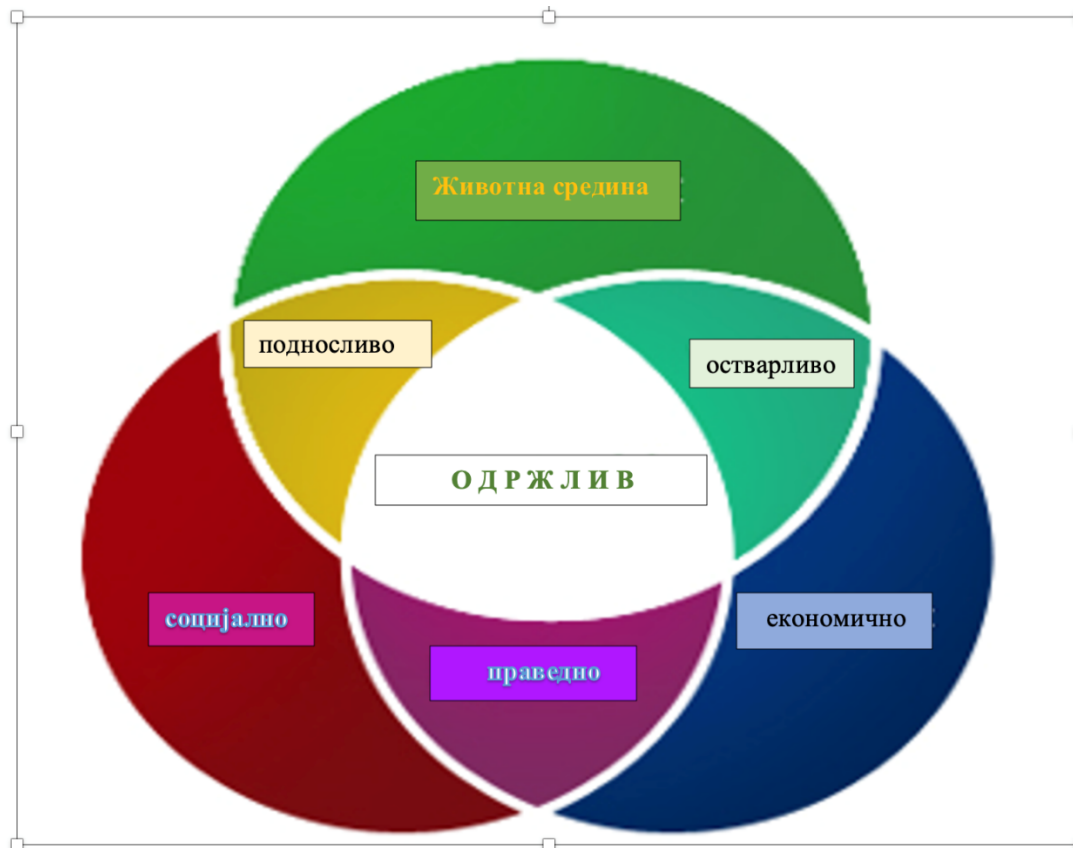 Животна средина
подносливо
остварливо
О Д Р Ж Л И В
социјално
економично
праведно